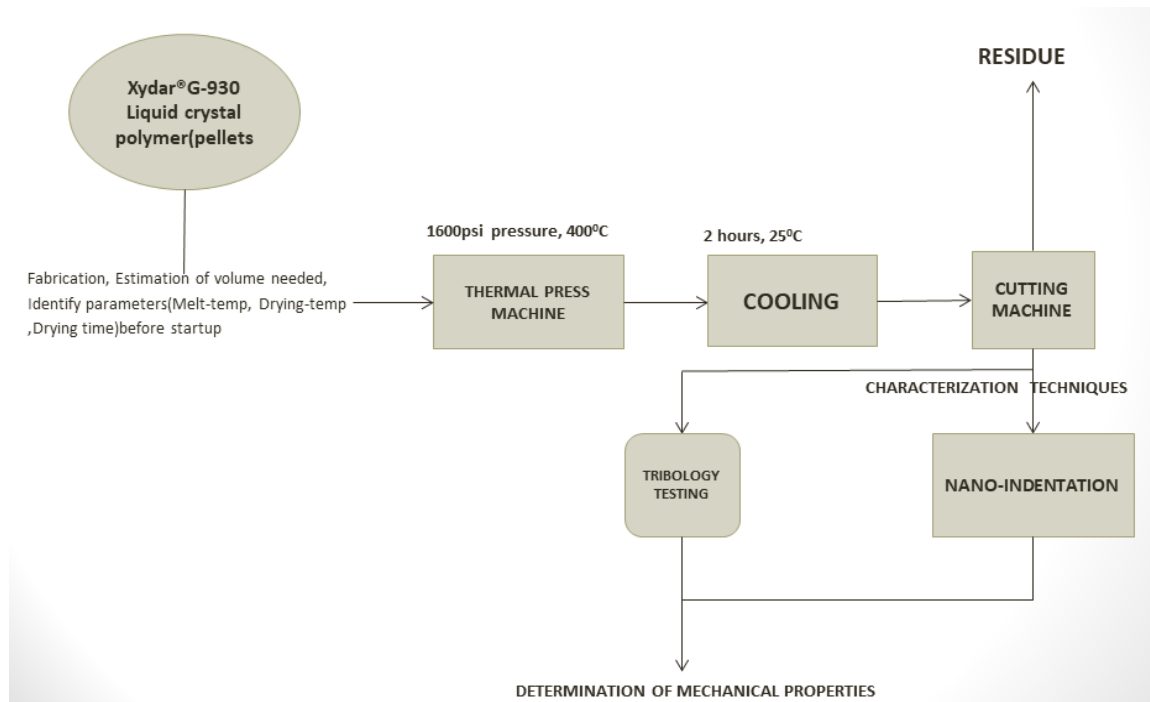 RESIDUE
Xydar®G-930
Liquid crystal
polymer(pellets
1600psi pressure, 400⁰C
2 hours, 25⁰C
Fabrication, Estimation of volume needed,
Identify parameters(Melt-temp, Drying-temp
,Drying time)before startup
THERMAL PRESS
MACHINE
COOLING
CUTTING
MACHINE
CHARACTERIZATION TECHNIQUES
TRIBOLOGY
TESTING
NANO-INDENTATION
DETERMINATION OF MECHANICAL PROPERTIES